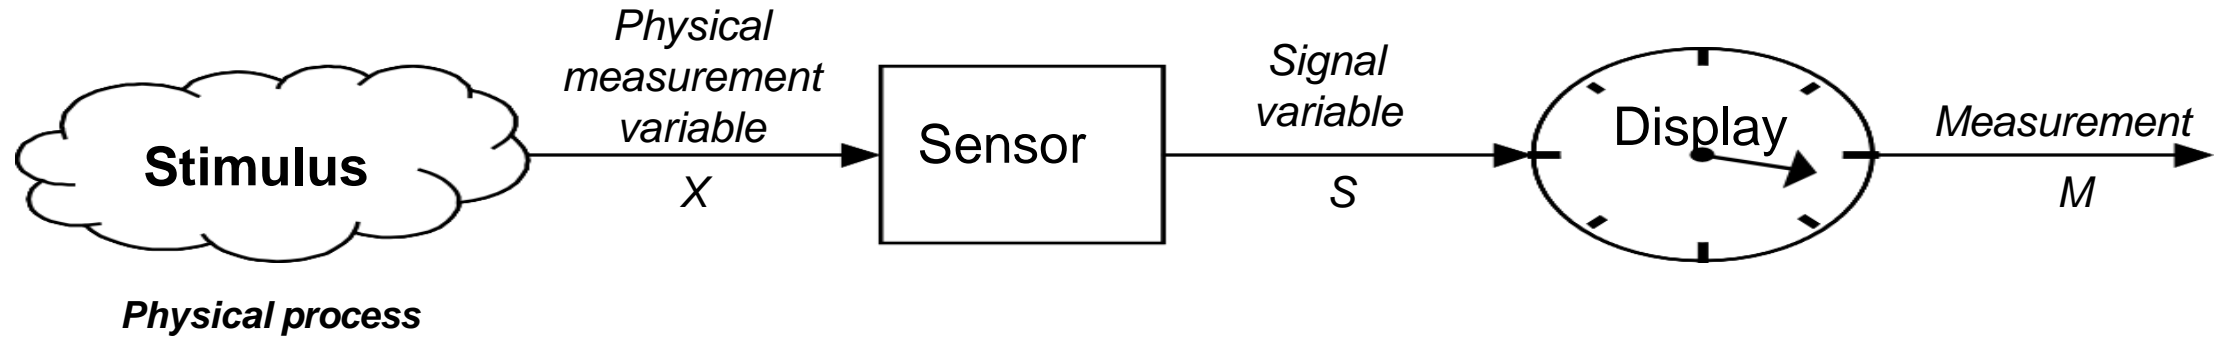 Physical
measurement
variable
X
Stimulus
Physical process
Sensor
Signal
variable
S
Display
Measurement
M